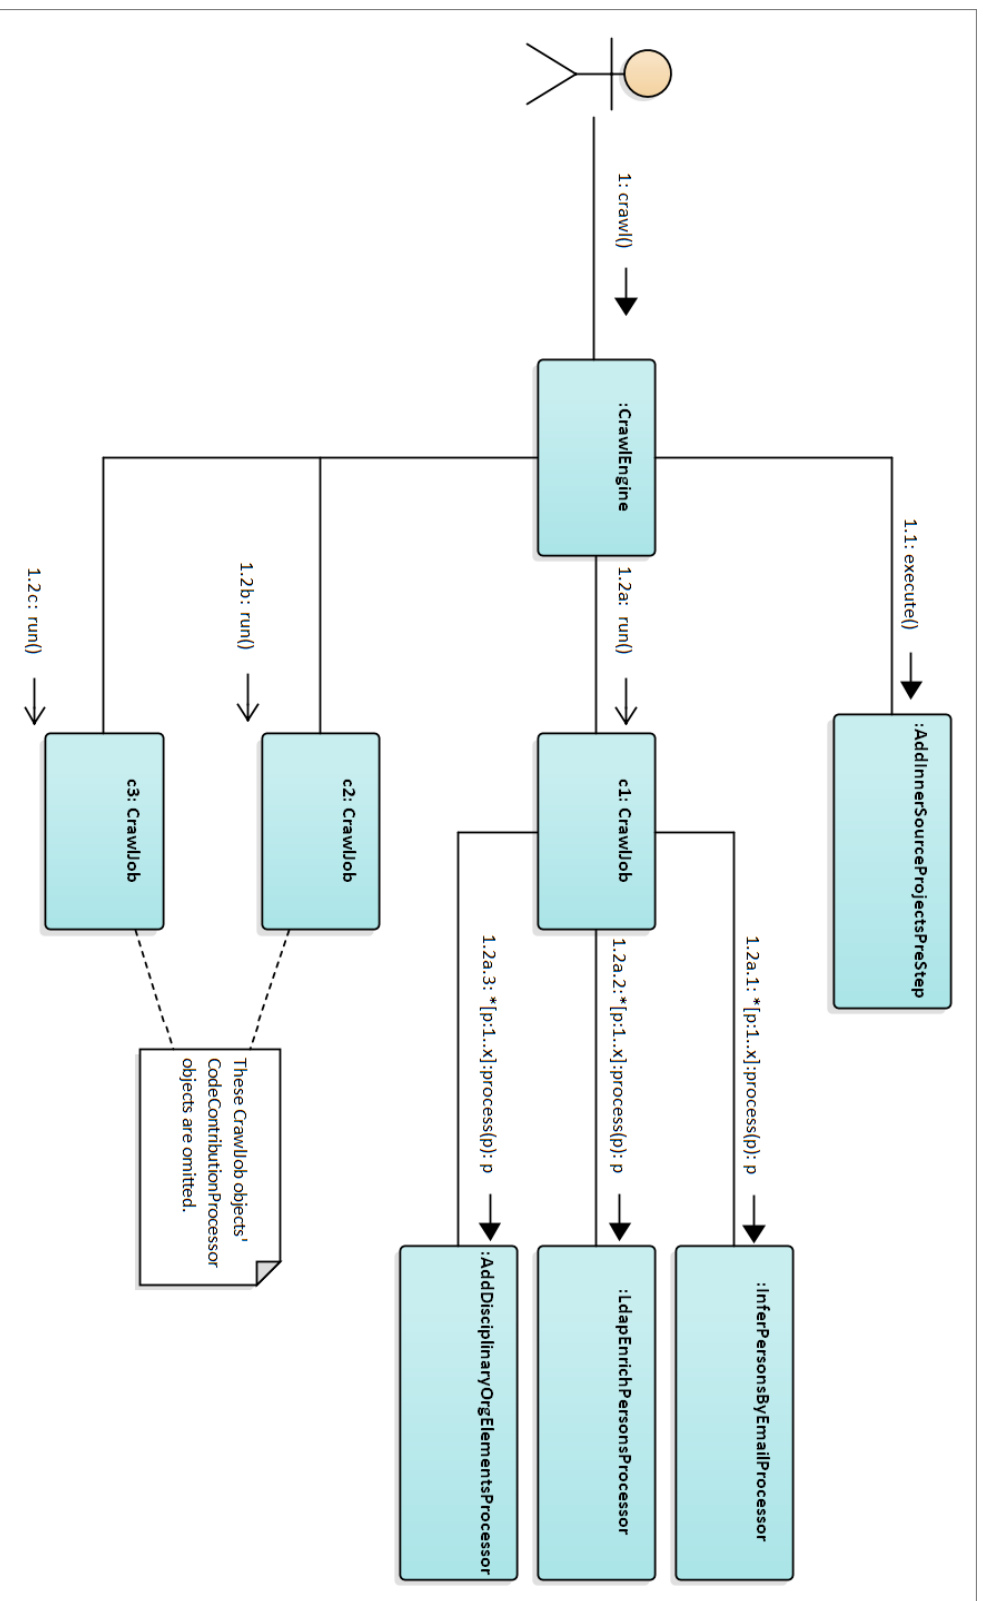 1: crawl()
:CrawlEngine
1.1: execute()
:AddInnerSourceProjectsPreStep
1.2a: run()
c1: CrawlJob
1.2a.1: *[p:1..x]:process(p): p
:InferPersonsByEmailProcessor
1.2a.2:*[p:1..x]:process(p): p
:LdapEnrichPersonsProcessor
1.2a.3: *[p:1..x]:process(p): p
:AddDisciplinaryOrgElementsProcessor
1.2b: run()
c2: CrawlJob
1.2c: run()
c3: CrawlJob
These CrawlJob objects'
CodeContributionProcessor
objects are omitted.